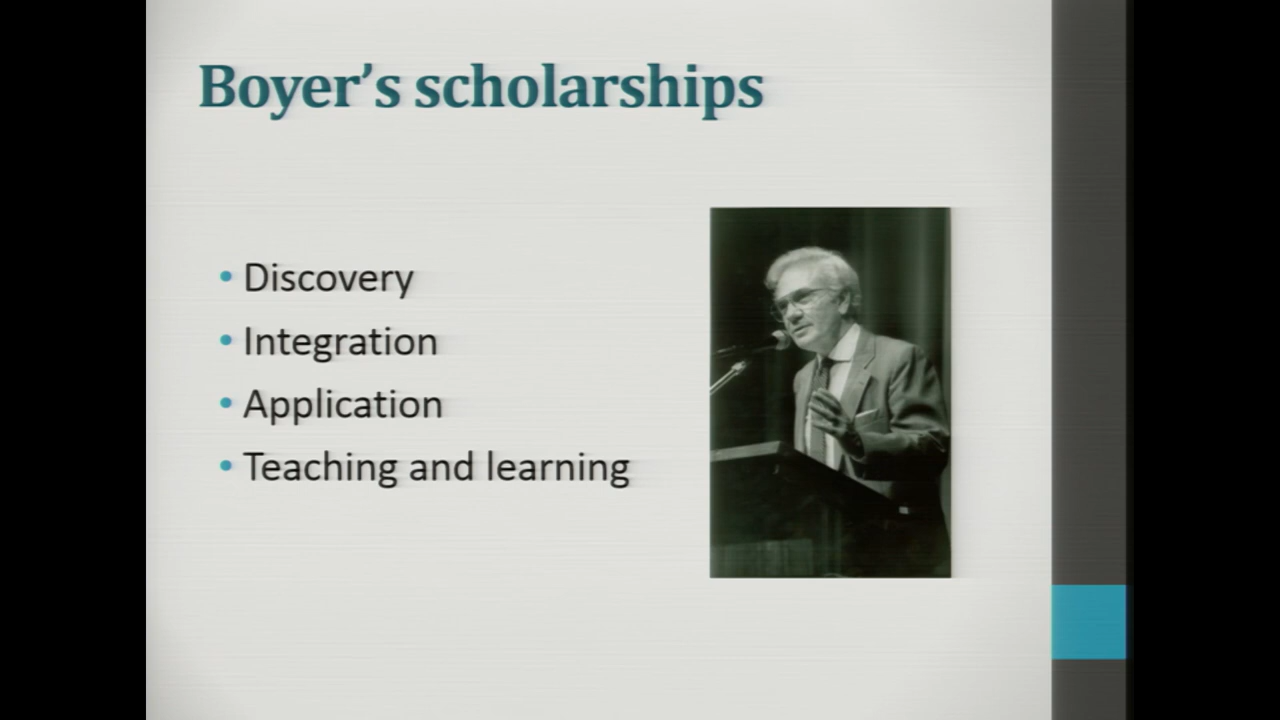 Boyer’s scholarships
• Discovery
• Integration
• Application
• Teaching and learning